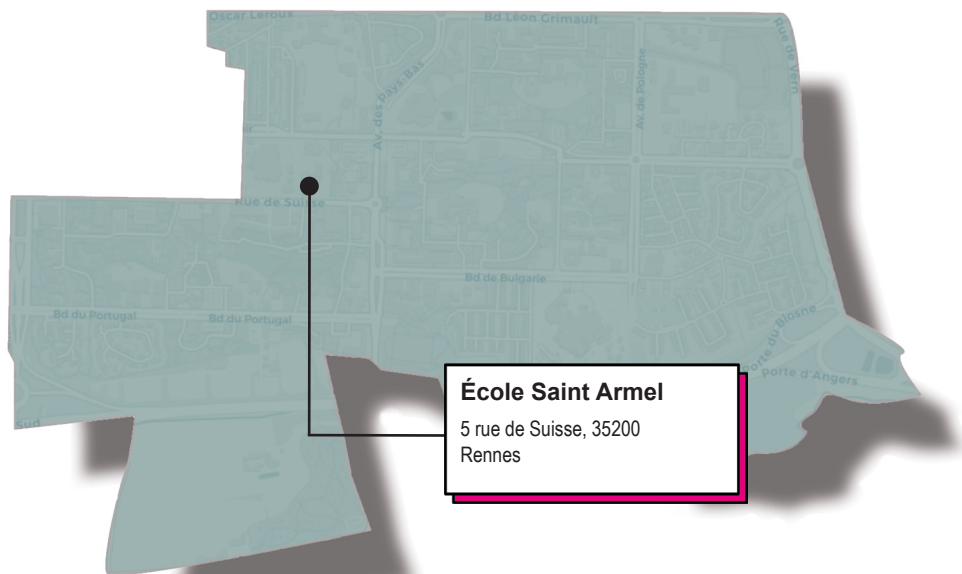 Oscar Leroux
Bd Léon Grimault
Rue de Vern
Av. des Pays-Bas
Av. de Pologne
Rue de Suisse
Bd de Bulgarie
Bd du Portugal
Bd du Portugal
Porte du Blosne
Porte d'Angers
Sud
École Saint Armel
5 rue de Suisse, 35200
Rennes